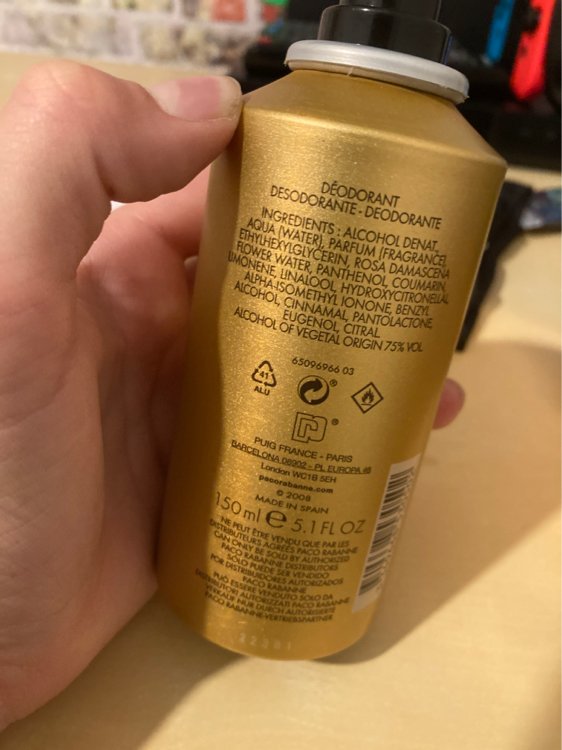 DÉODORANT
DESODORANTE - DEODORANTE
INGREDIENTS : ALCOHOL DENAT,
AQUA (WATER), PARFUM (FRAGRANCE),
ETHYLHEXYLGLYCERIN, ROSA DAMASCENA
FLOWER WATER, PANTHENOL, COUMARIN,
LIMONENE, LINALOOL, HYDROXYCITRONELLAL,
ALPHA-ISOMETHYL IONONE, BENZYL
ALCOHOL, CINNAMAL, PANTOLACTONE,
EUGENOL, CITRAL.
ALCOHOL OF VEGETAL ORIGIN 75% VOL
65096966 03
41
ALU
PUIG FRANCE - PARIS
BARCELONA 08902 - PL EUROPA 46
London WC1B 5EH
pacorabanne.com
© 2008
MADE IN SPAIN
150 ml e 5.1 FL OZ
NE PEUT ÊTRE VENDU QUE PAR LES
DISTRIBUTEURS AGRÉÉS PACO RABANNE
CAN ONLY BE SOLD BY AUTHORIZED
PACO RABANNE DISTRIBUTORS
SÓLO PUEDE SER VENDIDO
POR DISTRIBUIDORES AUTORIZADOS
PACO RABANNE
PUÒ ESSERE VENDUTO SOLO DA
DISTRIBUTORI AUTORIZZATI PACO RABANNE
VERKAUF NUR DURCH AUTORISIERTE
PACO RABANNE-VERTRIEBSPARTNER